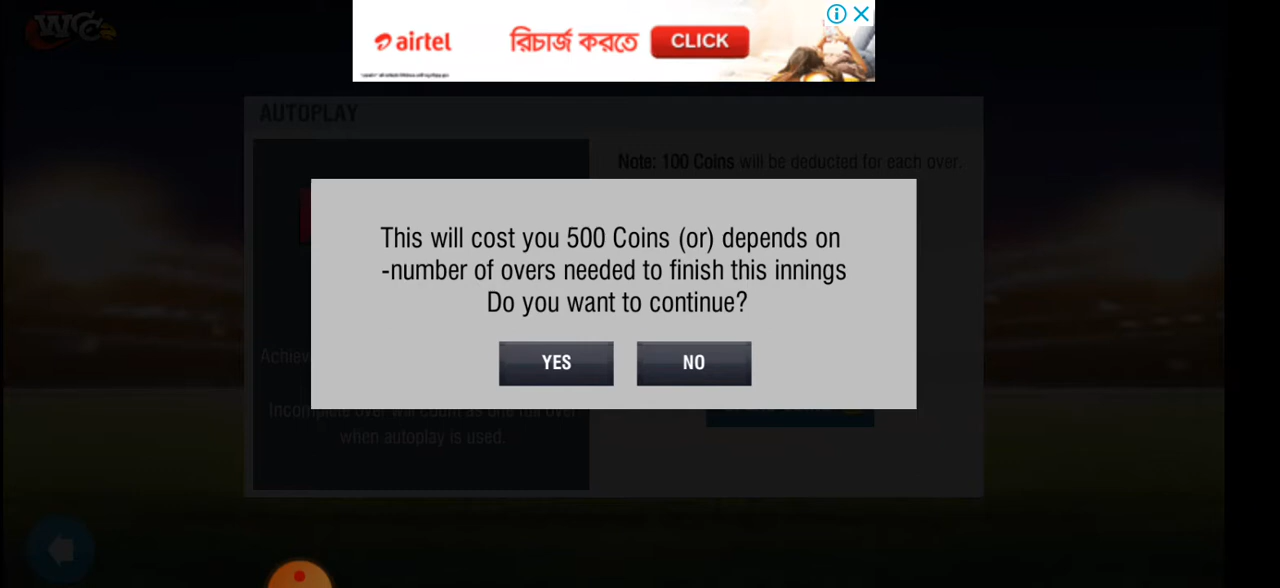 WCC
airtel
রিচার্জ করতে
CLICK
AUTOPLAY
Note: 100 Coins will be deducted for each over.
This will cost you 500 Coins (or) depends on
-number of overs needed to finish this innings
Do you want to continue?
YES
NO
Achie
Incomplete over will count as one full over
when autoplay is used.